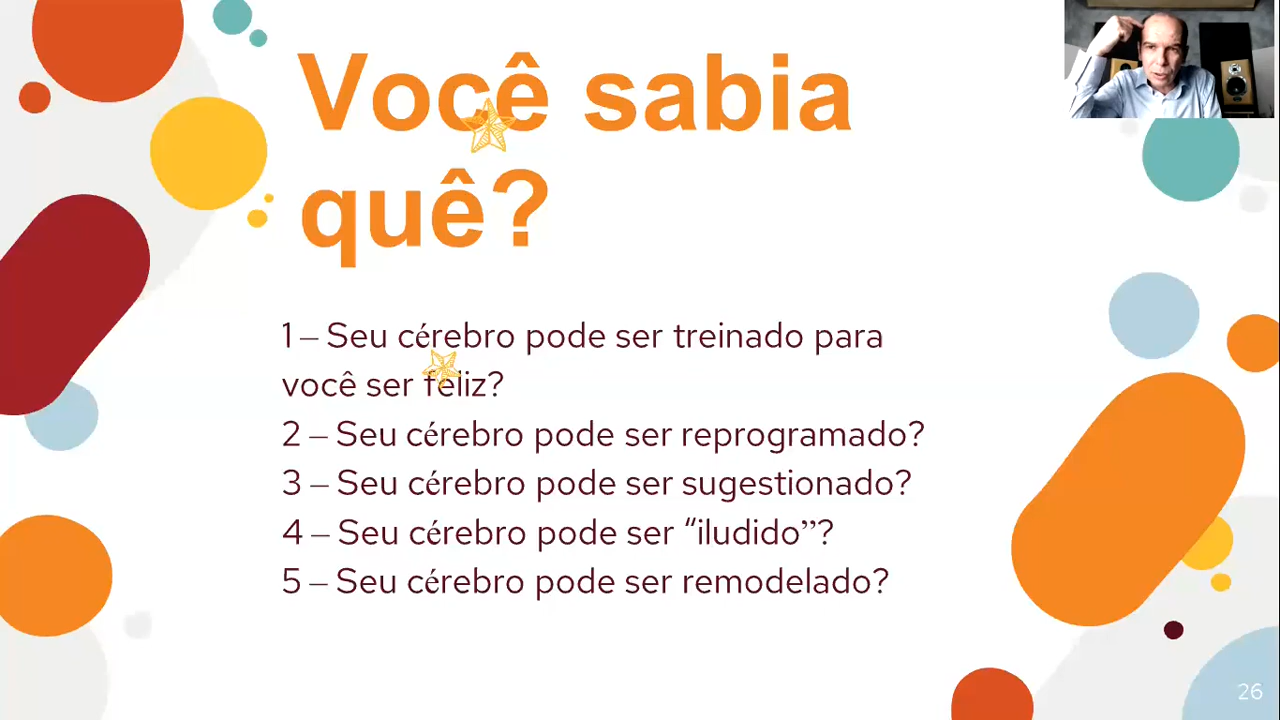 Você sabia
quê?
1 – Seu cérebro pode ser treinado para
você ser feliz?
2 – Seu cérebro pode ser reprogramado?
3 – Seu cérebro pode ser sugestionado?
4 – Seu cérebro pode ser “iludido”?
5 – Seu cérebro pode ser remodelado?
26